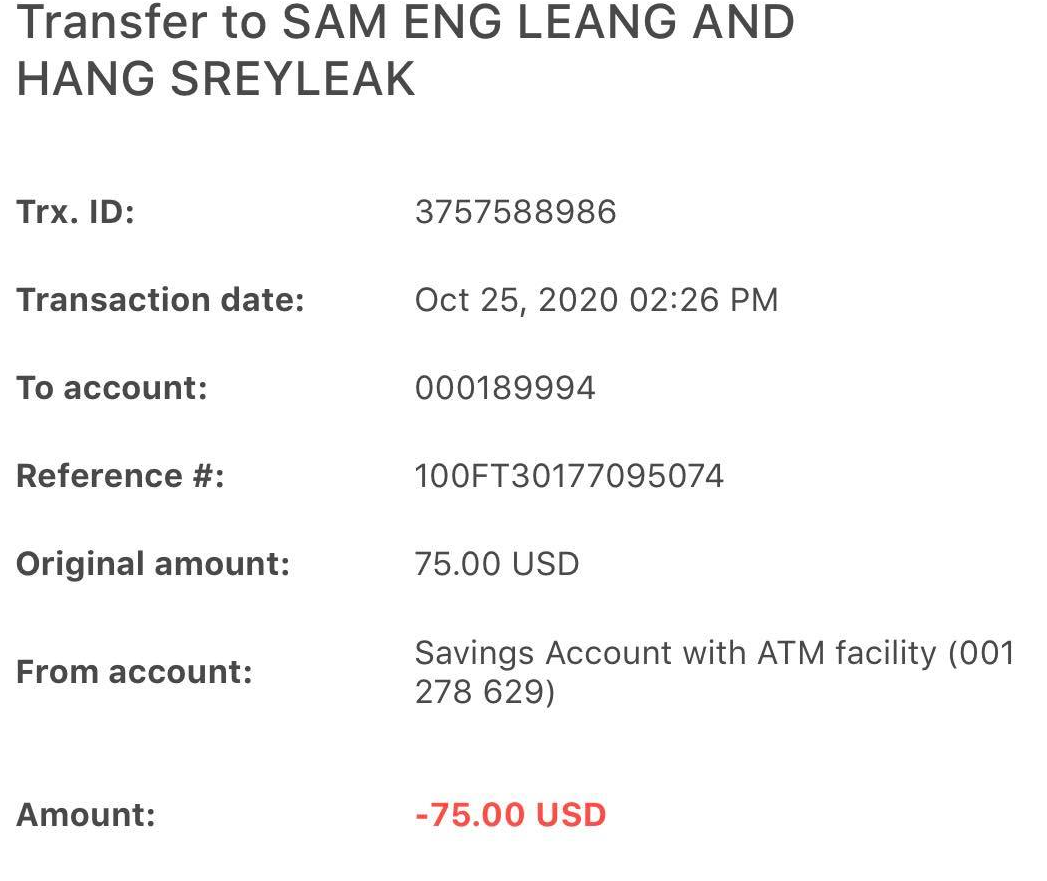 Transfer to SAM ENG LEANG AND
HANG SREYLEAK
Trx. ID: 3757588986
Transaction date: Oct 25, 2020 02:26 PM
To account: 000189994
Reference #: 100FT30177095074
Original amount: 75.00 USD
From account: Savings Account with ATM facility (001
278 629)
Amount: -75.00 USD